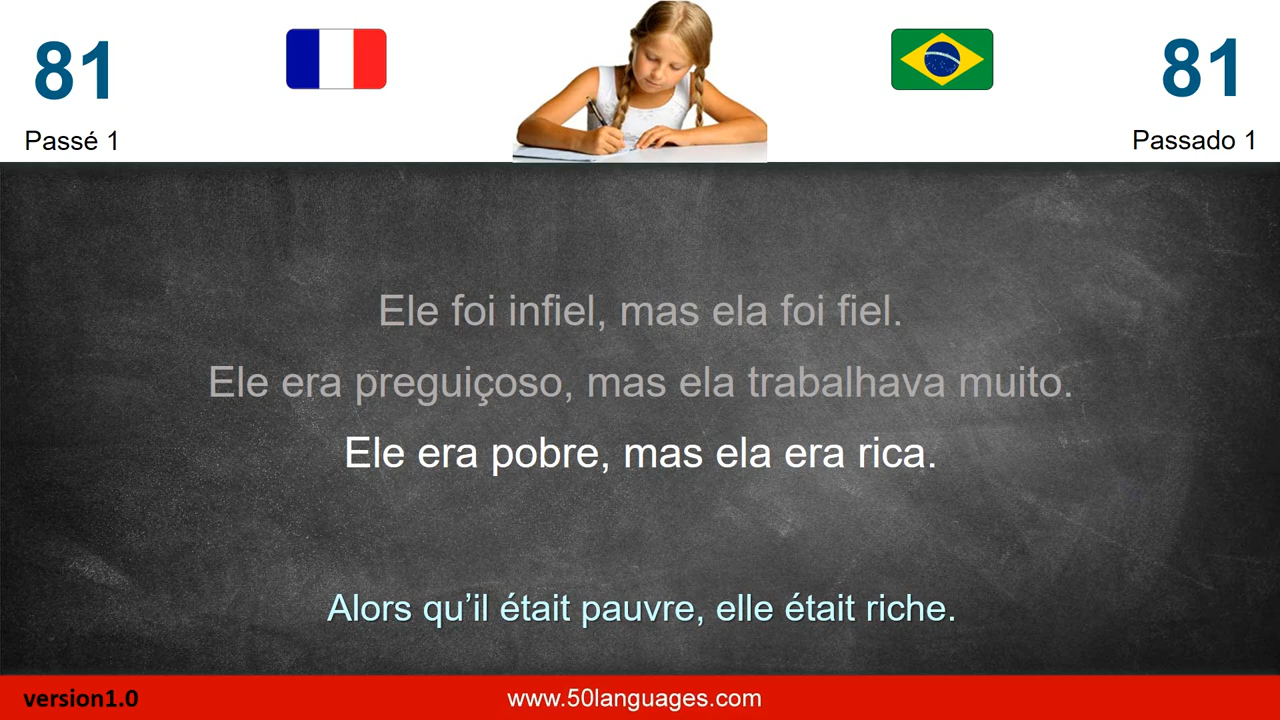 81
81
Passé 1
Passado 1
Ele foi infiel, mas ela foi fiel.
Ele era preguiçoso, mas ela trabalhava muito.
Ele era pobre, mas ela era rica.
Alors qu’il était pauvre, elle était riche.
version1.0
www.50languages.com